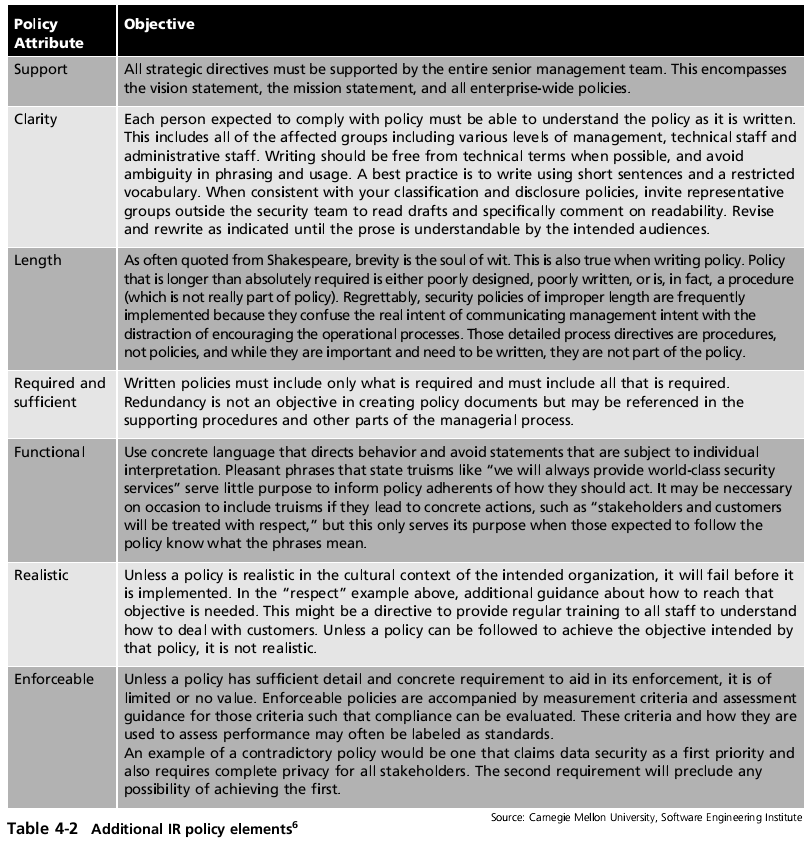 Policy
Attribute
Objective
Support
All strategic directives must be supported by the entire senior management team. This encompasses
the vision statement, the mission statement, and all enterprise-wide policies.
Clarity
Each person expected to comply with policy must be able to understand the policy as it is written.
This includes all of the affected groups including various levels of management, technical staff and
administrative staff. Writing should be free from technical terms when possible, and avoid
ambiguity in phrasing and usage. A best practice is to write using short sentences and a restricted
vocabulary. When consistent with your classification and disclosure policies, invite representative
groups outside the security team to read drafts and specifically comment on readability. Revise
and rewrite as indicated until the prose is understandable by the intended audiences.
Length
As often quoted from Shakespeare, brevity is the soul of wit. This is also true when writing policy. Policy
that is longer than absolutely required is either poorly designed, poorly written, or is, in fact, a procedure
(which is not really part of policy). Regrettably, security policies of improper length are frequently
implemented because they confuse the real intent of communicating management intent with the
distraction of encouraging the operational processes. Those detailed process directives are procedures,
not policies, and while they are important and need to be written, they are not part of the policy.
Required and
sufficient
Written policies must include only what is required and must include all that is required.
Redundancy is not an objective in creating policy documents but may be referenced in the
supporting procedures and other parts of the managerial process.
Functional
Use concrete language that directs behavior and avoid statements that are subject to individual
interpretation. Pleasant phrases that state truisms like “we will always provide world-class security
services” serve little purpose to inform policy adherents of how they should act. It may be neccessary
on occasion to include truisms if they lead to concrete actions, such as “stakeholders and customers
will be treated with respect,” but this only serves its purpose when those expected to follow the
policy know what the phrases mean.
Realistic
Unless a policy is realistic in the cultural context of the intended organization, it will fail before it
is implemented. In the “respect” example above, additional guidance about how to reach that
objective is needed. This might be a directive to provide regular training to all staff to understand
how to deal with customers. Unless a policy can be followed to achieve the objective intended by
that policy, it is not realistic.
Enforceable
Unless a policy has sufficient detail and concrete requirement to aid in its enforcement, it is of
limited or no value. Enforceable policies are accompanied by measurement criteria and assessment
guidance for those criteria such that compliance can be evaluated. These criteria and how they are
used to assess performance may often be labeled as standards.
An example of a contradictory policy would be one that claims data security as a first priority and
also requires complete privacy for all stakeholders. The second requirement will preclude any
possibility of achieving the first.
Table 4-2 Additional IR policy elements6
Source: Carnegie Mellon University, Software Engineering Institute